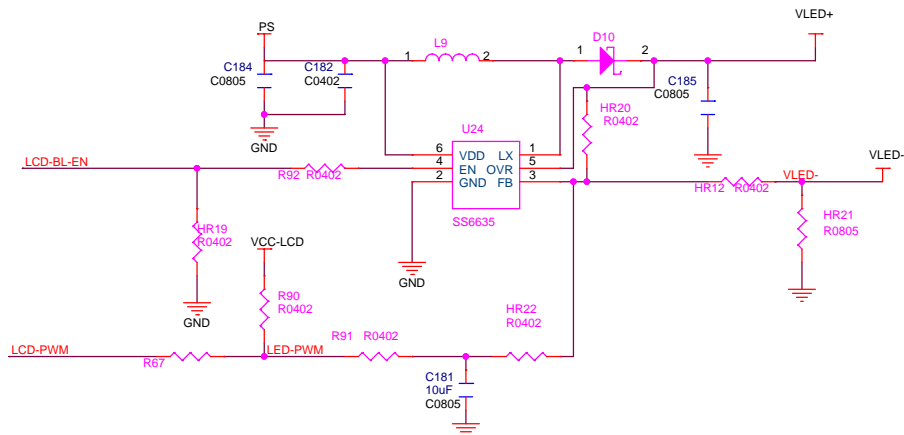 PS
VLED+
L9
D10
1
2
1
2
C184
C0805
C182
C0402
C185
C0805
HR20
R0402
GND
U24
6
VDD
LX
1
4
EN
OVR
5
2
GND
FB
3
SS6635
LCD-BL-EN
R92
R0402
VLED-
VLED-
HR12
R0402
HR19
R0402
HR21
R0805
VCC-LCD
GND
GND
R90
R0402
HR22
R0402
LCD-PWM
R67
LED-PWM
R91
R0402
C181
10uF
C0805